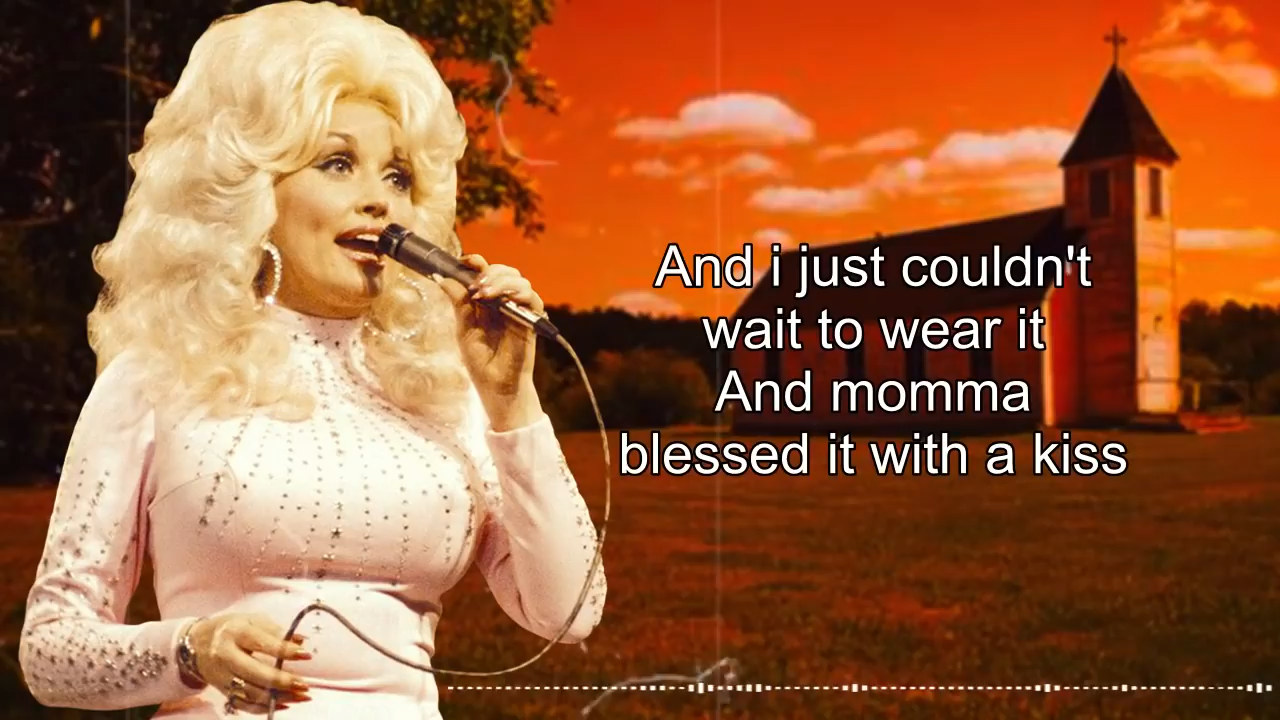 And i just couldn't
wait to wear it
And momma
blessed it with a kiss